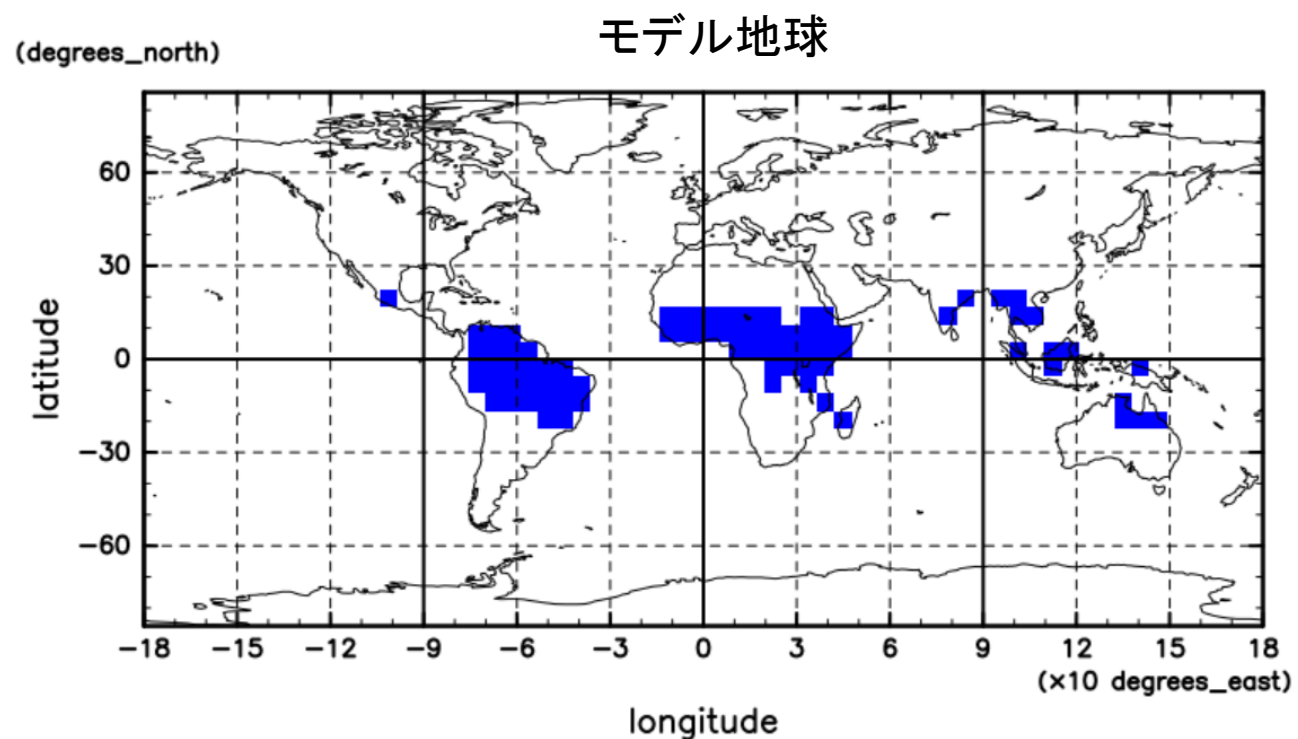 モデル地球
(degrees_north)
60
30
0
−30
−60
latitude
−18 −15 −12 −9 −6 −3 0 3 6 9 12 15 18
(×10 degrees_east)
longitude